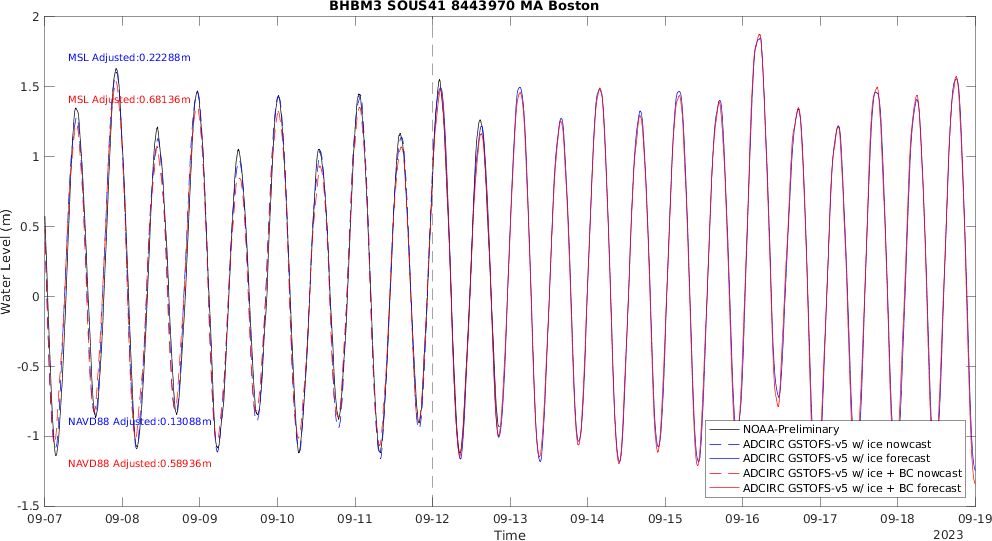 BHBM3 SOUS41 8443970 MA Boston
2
1.5
1
0.5
0
-0.5
-1
-1.5
Water Level (m)
MSL Adjusted:0.22288m
MSL Adjusted:0.68136m
NAVD88 Adjusted:0.13088m
NAVD88 Adjusted:0.58936m
NOAA-Preliminary
ADCIRC GSTOFS-v5 w/ ice nowcast
ADCIRC GSTOFS-v5 w/ ice forecast
ADCIRC GSTOFS-v5 w/ ice + BC nowcast
ADCIRC GSTOFS-v5 w/ ice + BC forecast
09-07 09-08 09-09 09-10 09-11 09-12 09-13 09-14 09-15 09-16 09-17 09-18 09-19
Time
2023